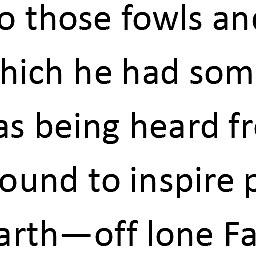 o those fowls and
hich he had som
as being heard fr
ound to inspire p
arth—off lone Fa